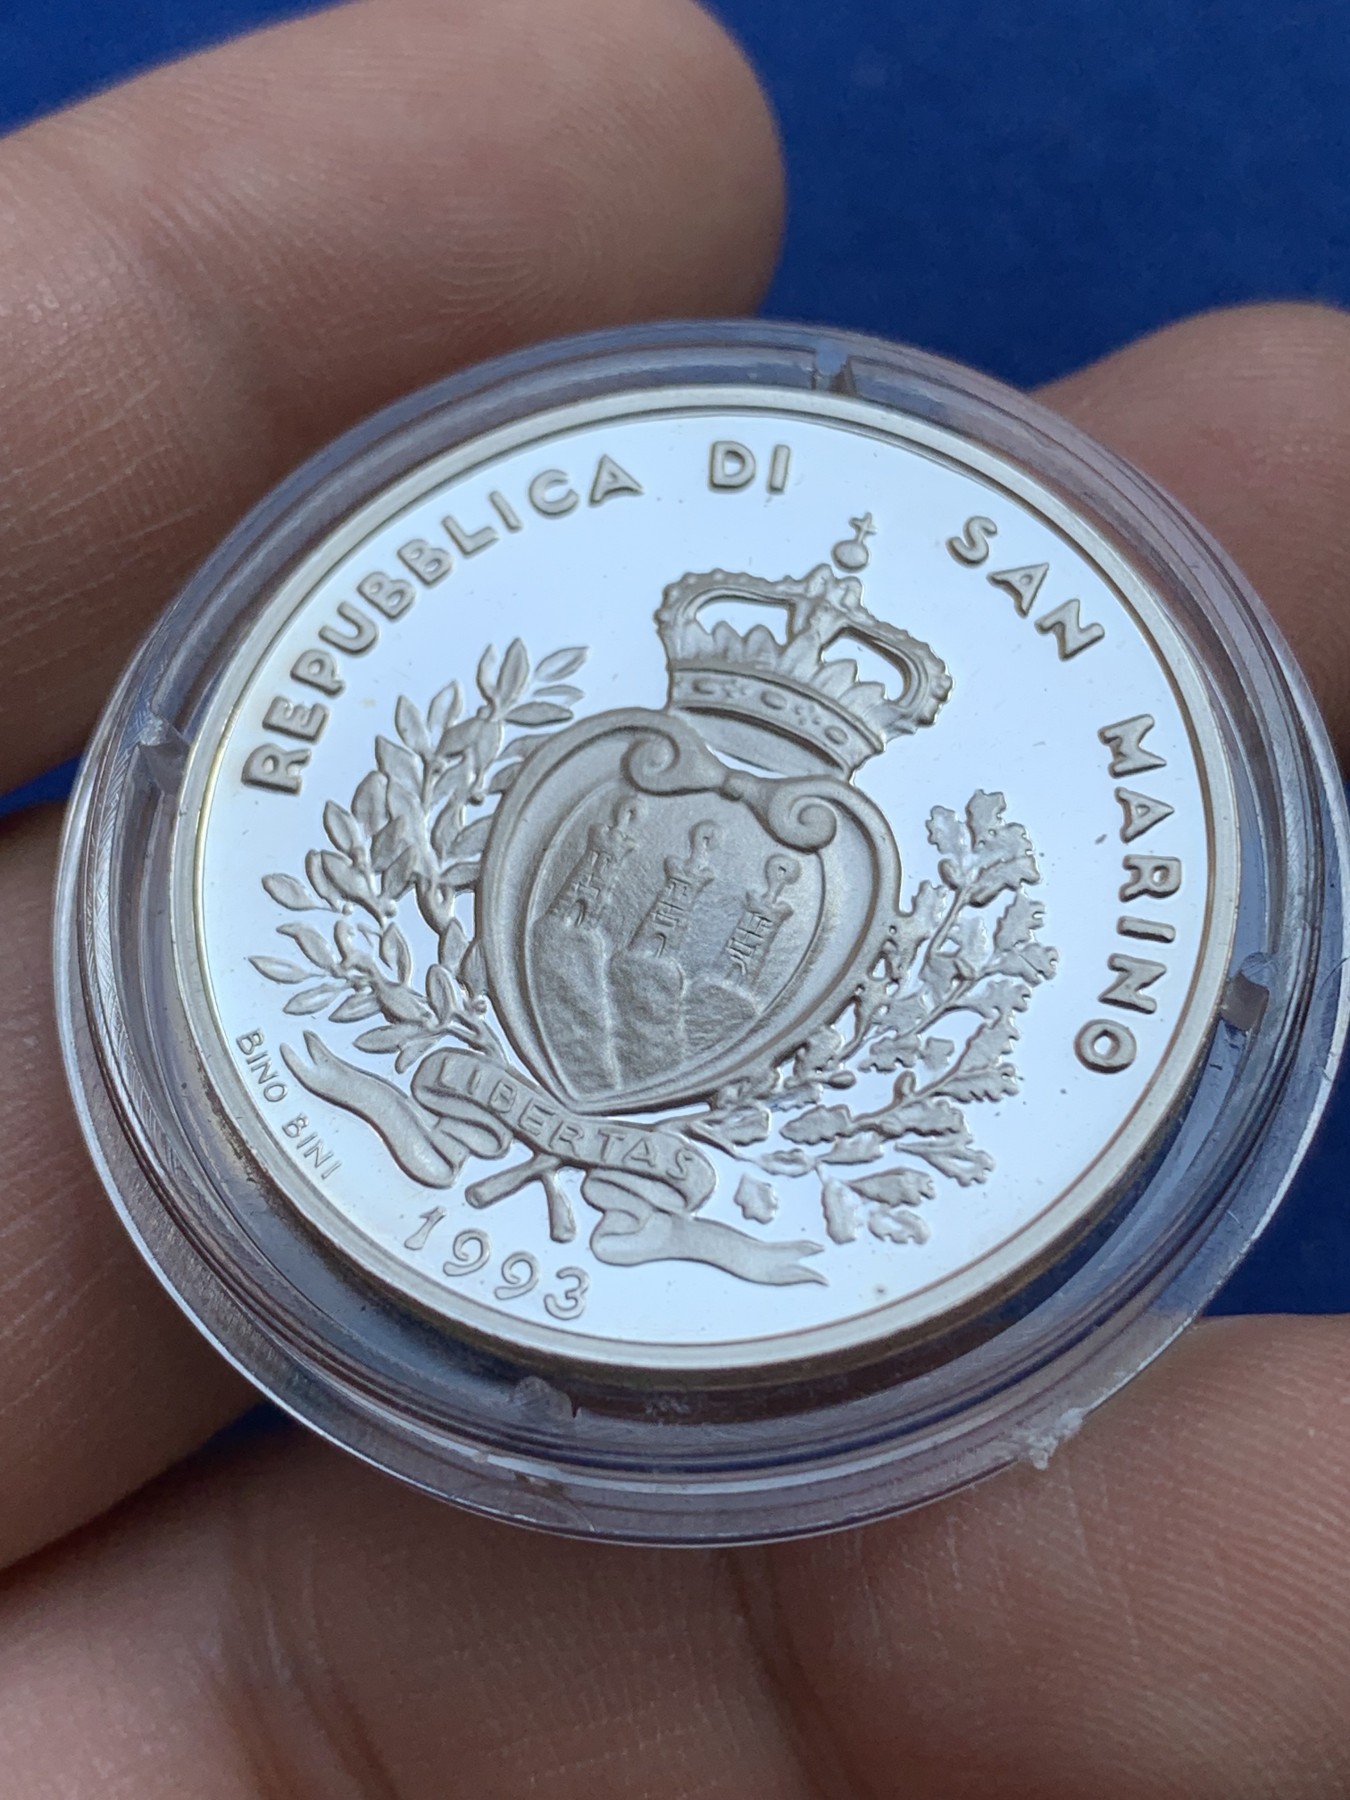 REPUBBLICA DI SAN MARINO
LIBERTAS
BINO BINI
1993